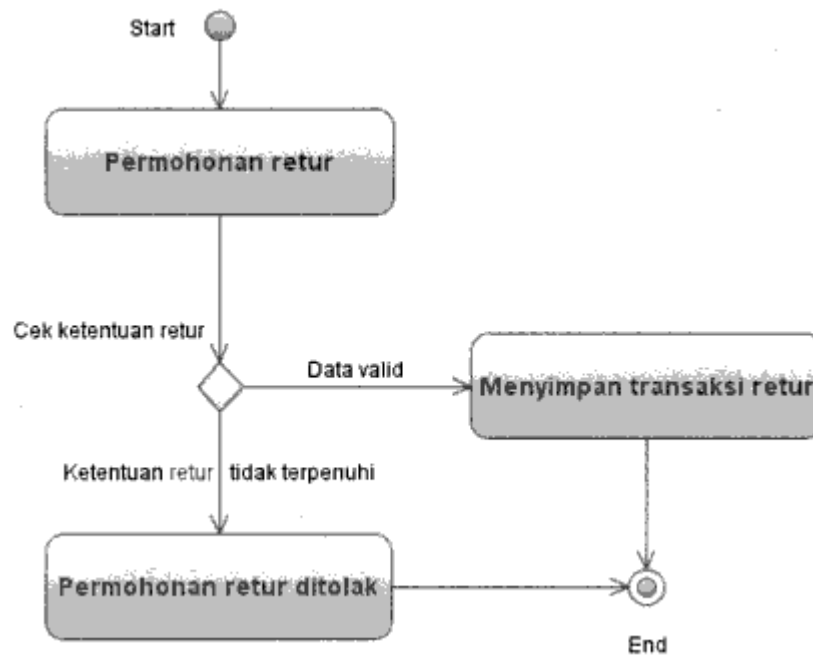 Start
Permohonan retur
Cek ketentuan retur
Data valid
Menyimpan transaksi retur
Ketentuan retur tidak terpenuhi
Permohonan retur ditolak
End